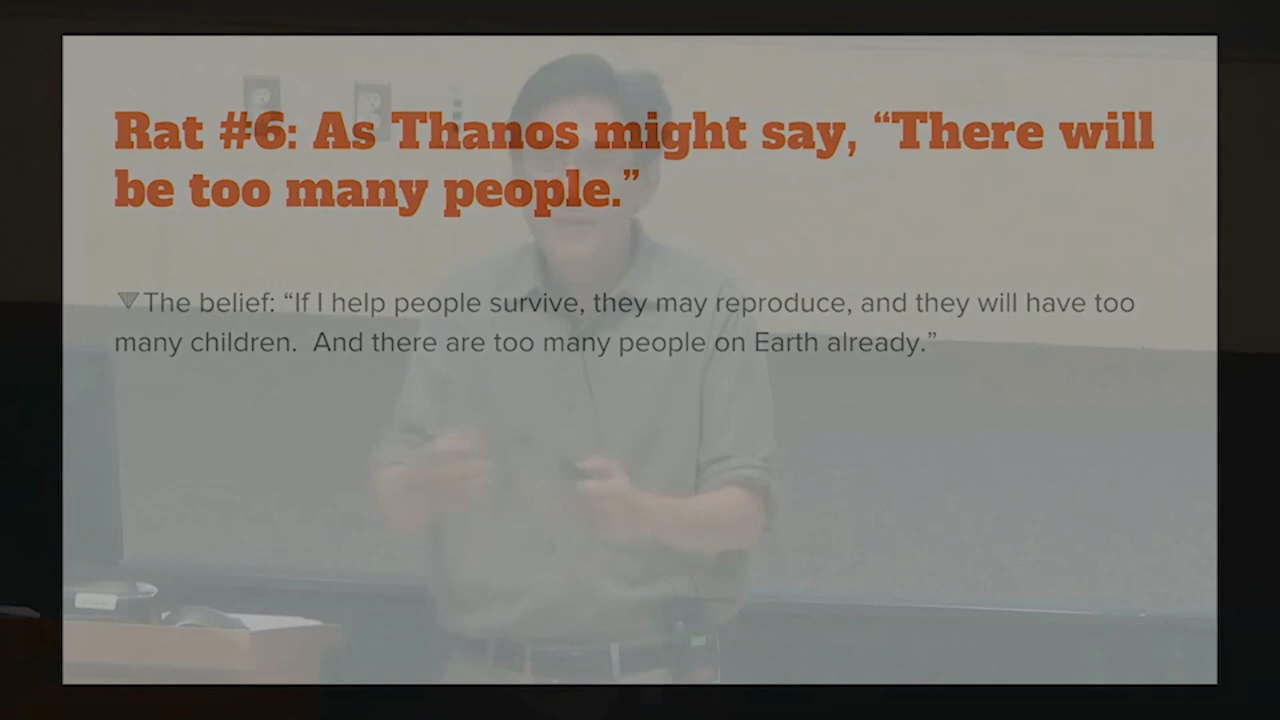 Rat #6: As Thanos might say, “There will
be too many people.”
The belief: “If I help people survive, they may reproduce, and they will have too
many children.  And there are too many people on Earth already.”